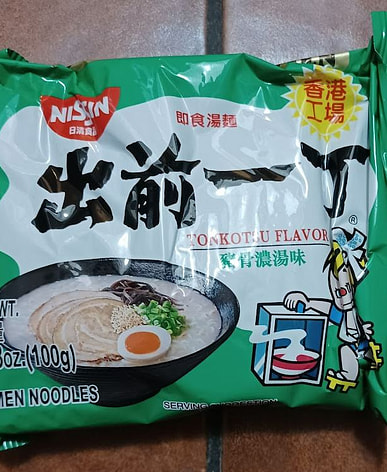 NISSIN
日清食品
即食湯麵
香港
工場
出前一丁
®
TONKOTSU FLAVOR
豬骨濃湯味
WT.
oz.(100g)
MEN NOODLES
SERVING SUGGESTION